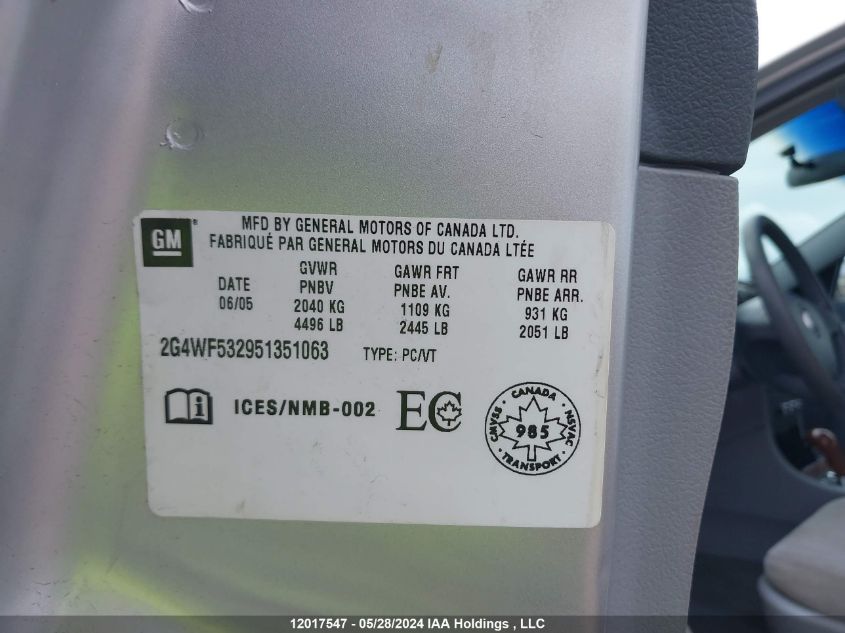 GM
MFD BY GENERAL MOTORS OF CANADA LTD.
FABRIQUÉ PAR GENERAL MOTORS DU CANADA LTÉE
DATE
06/05
GVWR
PNBV
2040 KG
4496 LB
GAWR FRT
PNBE AV.
1109 KG
2445 LB
GAWR RR
PNBE ARR.
931 KG
2051 LB
2G4WF532951351063 TYPE: PC/VT
i ICES/NMB-002 EC
CANADA
CMVSS 985 NSVAC
TRANSPORT
12017547 - 05/28/2024 IAA Holdings , LLC